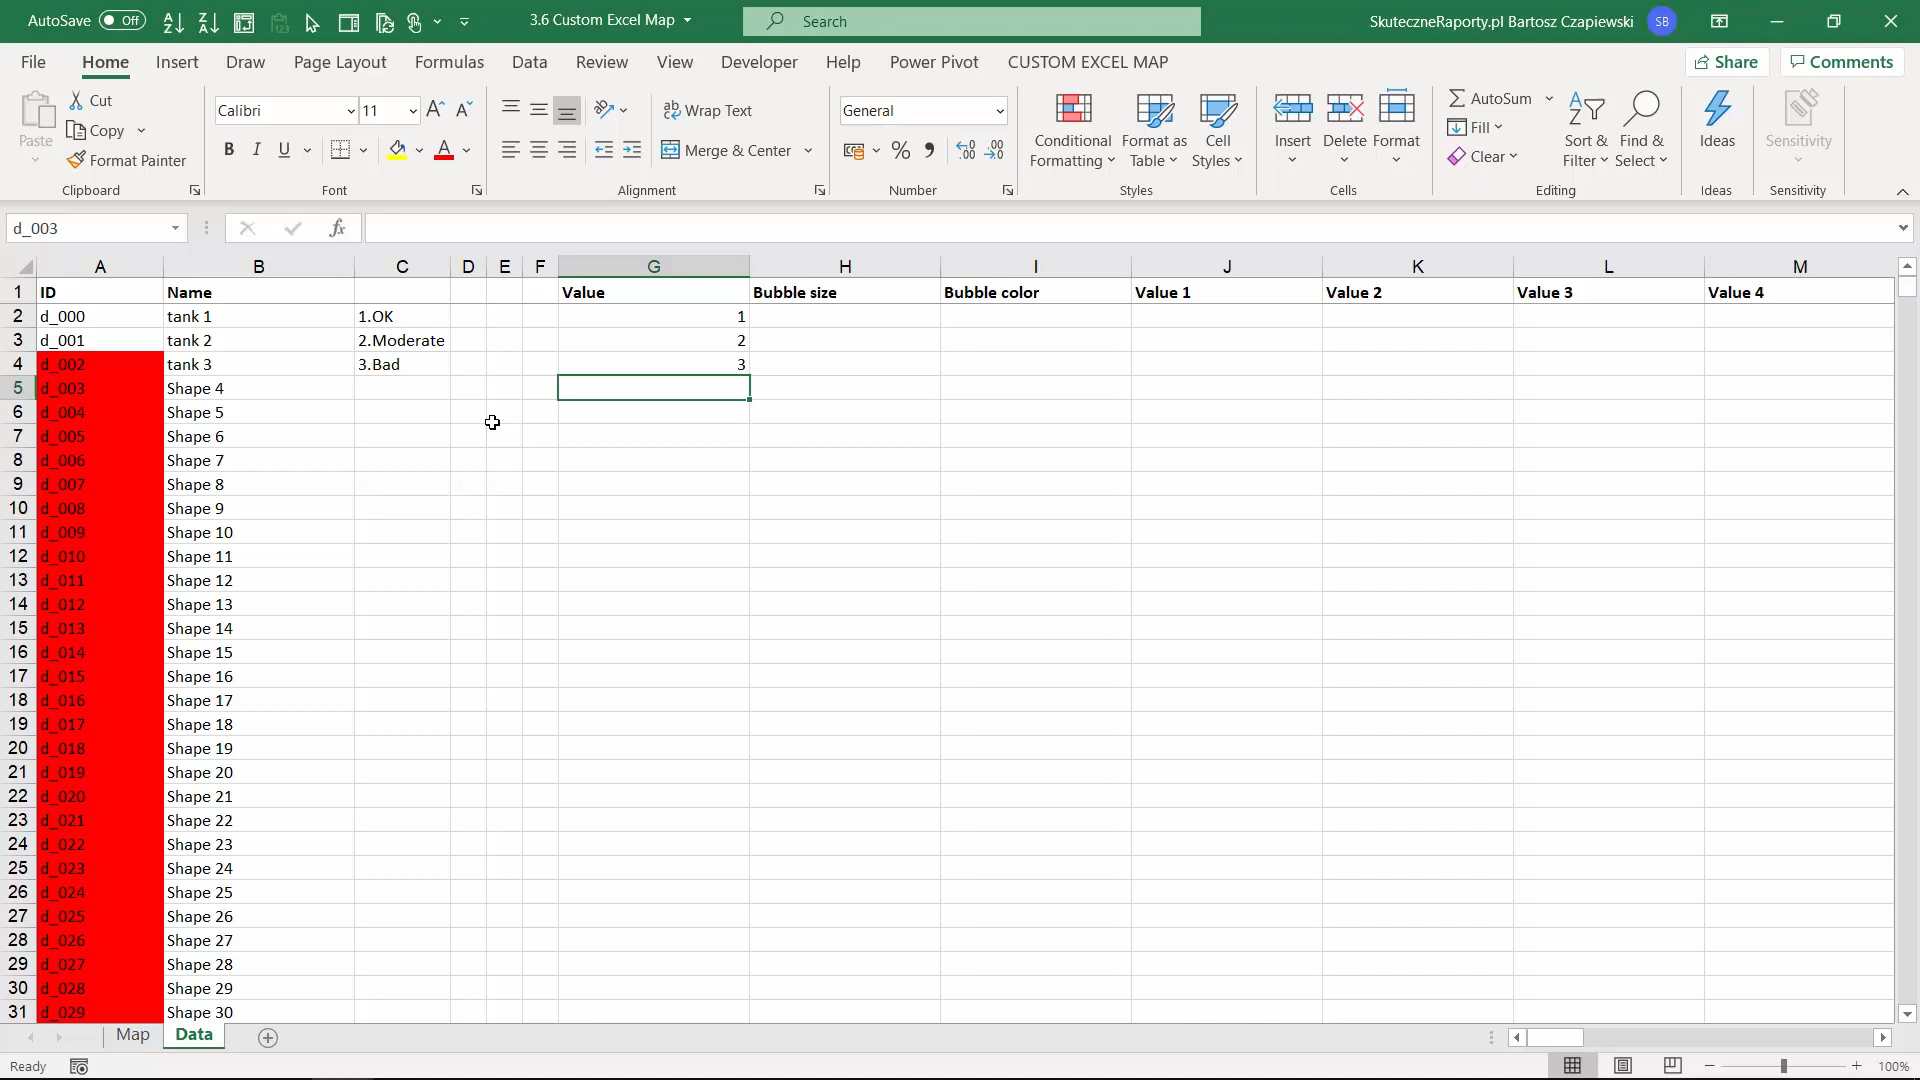 AutoSave Off 3.6 Custom Excel Map Search SkuteczneRaporty.pl Bartosz Czapiewski SB
File Home Insert Draw Page Layout Formulas Data Review View Developer Help Power Pivot CUSTOM EXCEL MAP Share Comments
Paste Cut Copy Format Painter
Calibri 11
B I U
Wrap Text
Merge & Center
General
Conditional Formatting Format as Table Cell Styles
Insert Delete Format
AutoSum Fill Clear
Sort & Filter Find & Select
Ideas Sensitivity
Clipboard Font Alignment Number Styles Cells Editing Ideas Sensitivity
d_003 fx
A B C D E F G H I J K L M
1 ID Name Value Bubble size Bubble color Value 1 Value 2 Value 3 Value 4
2 d_000 tank 1 1.OK 1
3 d_001 tank 2 2.Moderate 2
4 d_002 tank 3 3.Bad 3
5 d_003 Shape 4
6 d_004 Shape 5
7 d_005 Shape 6
8 d_006 Shape 7
9 d_007 Shape 8
10 d_008 Shape 9
11 d_009 Shape 10
12 d_010 Shape 11
13 d_011 Shape 12
14 d_012 Shape 13
15 d_013 Shape 14
16 d_014 Shape 15
17 d_015 Shape 16
18 d_016 Shape 17
19 d_017 Shape 18
20 d_018 Shape 19
21 d_019 Shape 20
22 d_020 Shape 21
23 d_021 Shape 22
24 d_022 Shape 23
25 d_023 Shape 24
26 d_024 Shape 25
27 d_025 Shape 26
28 d_026 Shape 27
29 d_027 Shape 28
30 d_028 Shape 29
31 d_029 Shape 30
Map Data
Ready 100%